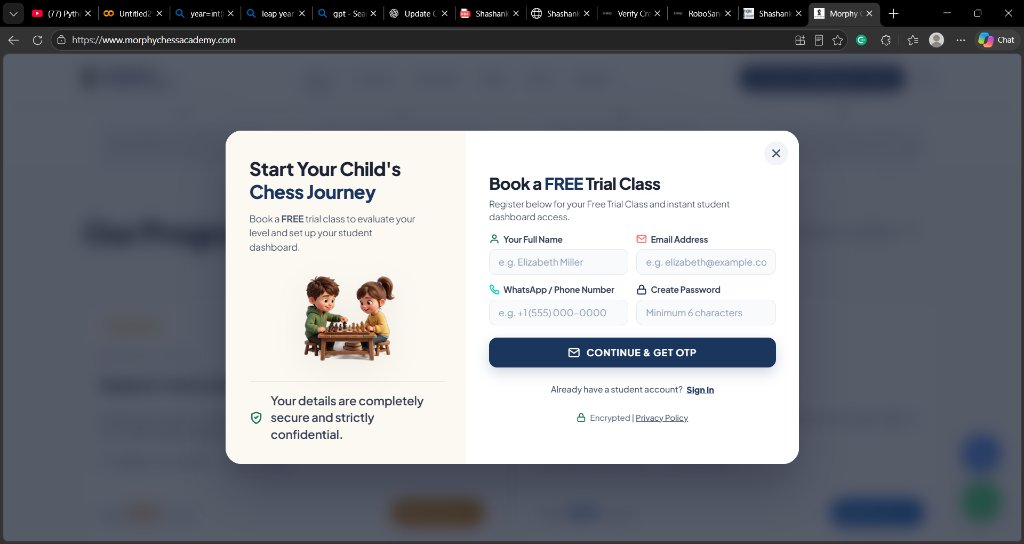 (77) Pyth
Untitled2
year=int(
leap year
gpt - Sea
Update C
Shashank
Shashank
Verify Cre
RoboSan
Shashank
Morphy C
https://www.morphychessacademy.com
Chat
Start Your Child's
Chess Journey
Book a FREE trial class to evaluate your
level and set up your student
dashboard.
Your details are completely
secure and strictly
confidential.
Book a FREE Trial Class
Register below for your Free Trial Class and instant student
dashboard access.
Your Full Name
Email Address
e.g. Elizabeth Miller
e.g. elizabeth@example.co
WhatsApp / Phone Number
Create Password
e.g. +1 (555) 000-0000
Minimum 6 characters
CONTINUE & GET OTP
Already have a student account? Sign In
Encrypted | Privacy Policy